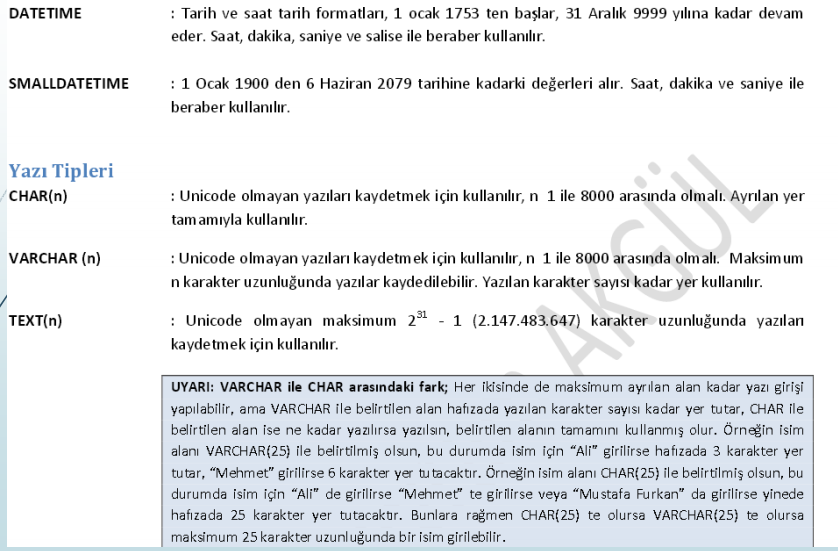 DATETIME : Tarih ve saat tarih formatları, 1 ocak 1753 ten başlar, 31 Aralık 9999 yılına kadar devam
eder. Saat, dakika, saniye ve salise ile beraber kullanılır.
SMALLDATETIME : 1 Ocak 1900 den 6 Haziran 2079 tarihine kadarki değerleri alır. Saat, dakika ve saniye ile
beraber kullanılır.
Yazı Tipleri
CHAR(n) : Unicode olmayan yazıları kaydetmek için kullanılır, n 1 ile 8000 arasında olmalı. Ayrılan yer
tamamıyla kullanılır.
VARCHAR (n) : Unicode olmayan yazıları kaydetmek için kullanılır, n 1 ile 8000 arasında olmalı. Maksimum
n karakter uzunluğunda yazılar kaydedilebilir. Yazılan karakter sayısı kadar yer kullanılır.
TEXT(n) : Unicode olmayan maksimum 2^31 - 1 (2.147.483.647) karakter uzunluğunda yazıları
kaydetmek için kullanılır.
UYARI: VARCHAR ile CHAR arasındaki fark; Her ikisinde de maksimum ayrılan alan kadar yazı girişi
yapılabilir, ama VARCHAR ile belirtilen alan hafızada yazılan karakter sayısı kadar yer tutar, CHAR ile
belirtilen alan ise ne kadar yazılırsa yazılsın, belirtilen alanın tamamını kullanmış olur. Örneğin isim
alanı VARCHAR(25) ile belirtilmiş olsun, bu durumda isim için "Ali" girilirse hafızada 3 karakter yer
tutar, "Mehmet" girilirse 6 karakter yer tutacaktır. Örneğin isim alanı CHAR(25) ile belirtilmiş olsun, bu
durumda isim için "Ali" de girilirse "Mehmet" te girilirse veya "Mustafa Furkan" da girilirse yinede
hafızada 25 karakter yer tutacaktır. Bunlara rağmen CHAR(25) te olursa VARCHAR(25) te olursa
maksimum 25 karakter uzunluğunda bir isim girilebilir.
AKGÜL